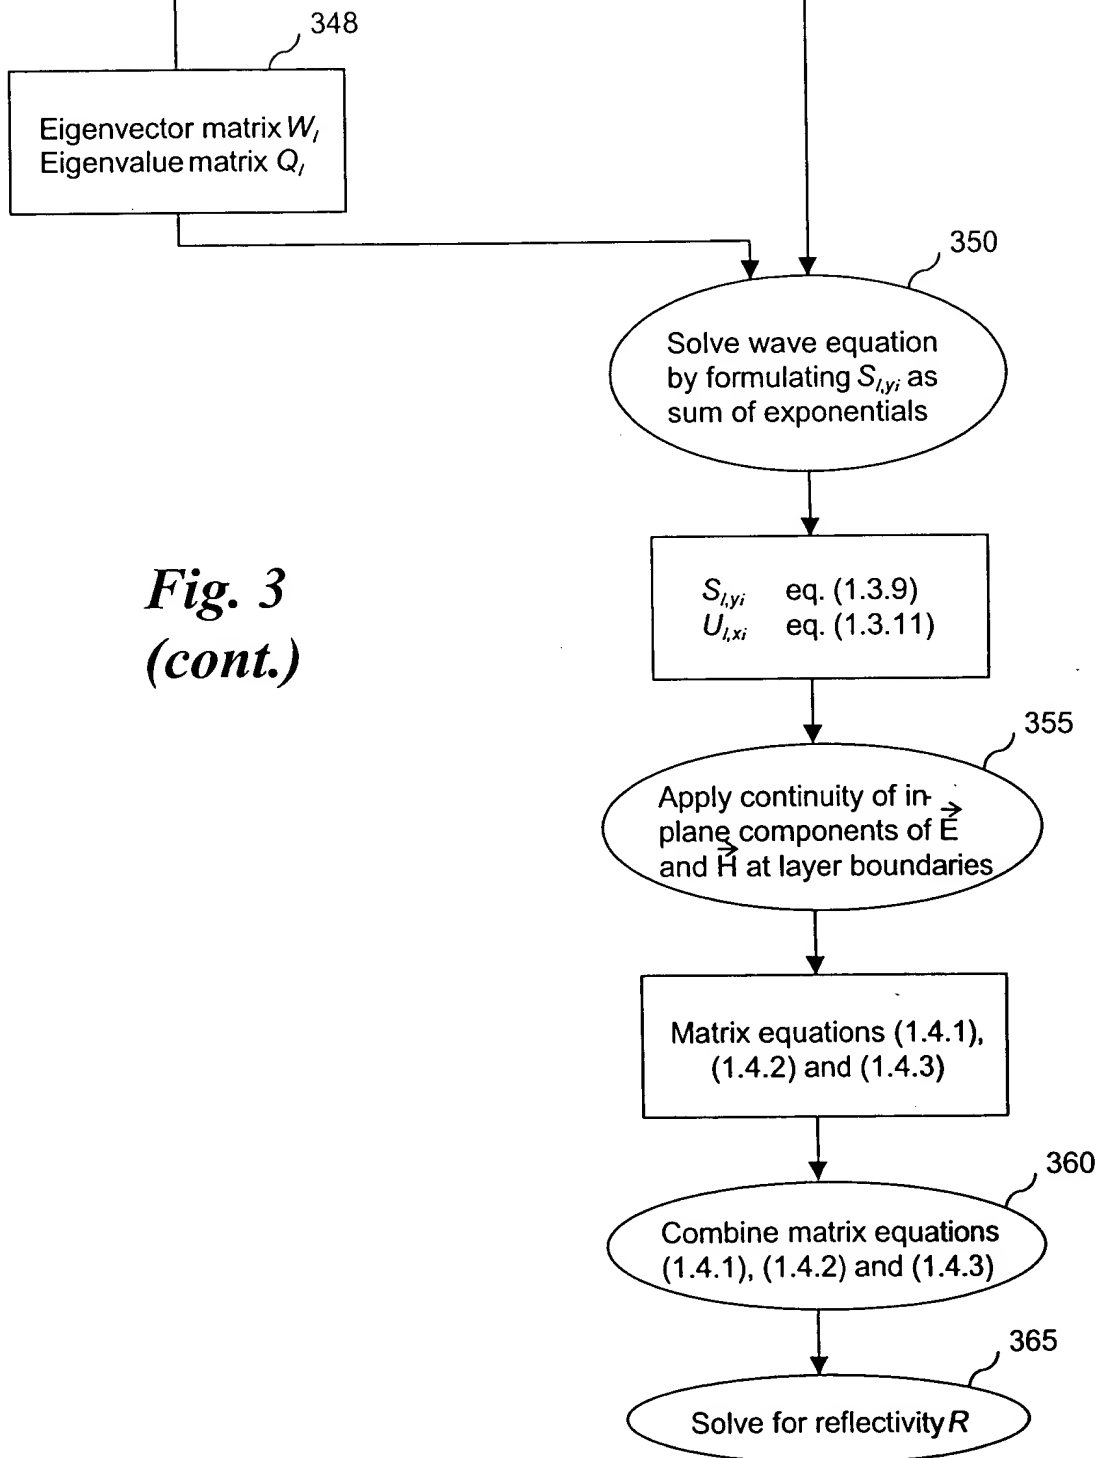 348
Eigenvector matrix W_l
Eigenvalue matrix Q_l
350
Solve wave equation
by formulating S_{l,yi} as
sum of exponentials
Fig. 3
(cont.)
S_{l,yi} eq. (1.3.9)
U_{l,xi} eq. (1.3.11)
355
Apply continuity of in-
plane components of E⃗
and H⃗ at layer boundaries
Matrix equations (1.4.1),
(1.4.2) and (1.4.3)
360
Combine matrix equations
(1.4.1), (1.4.2) and (1.4.3)
365
Solve for reflectivity R